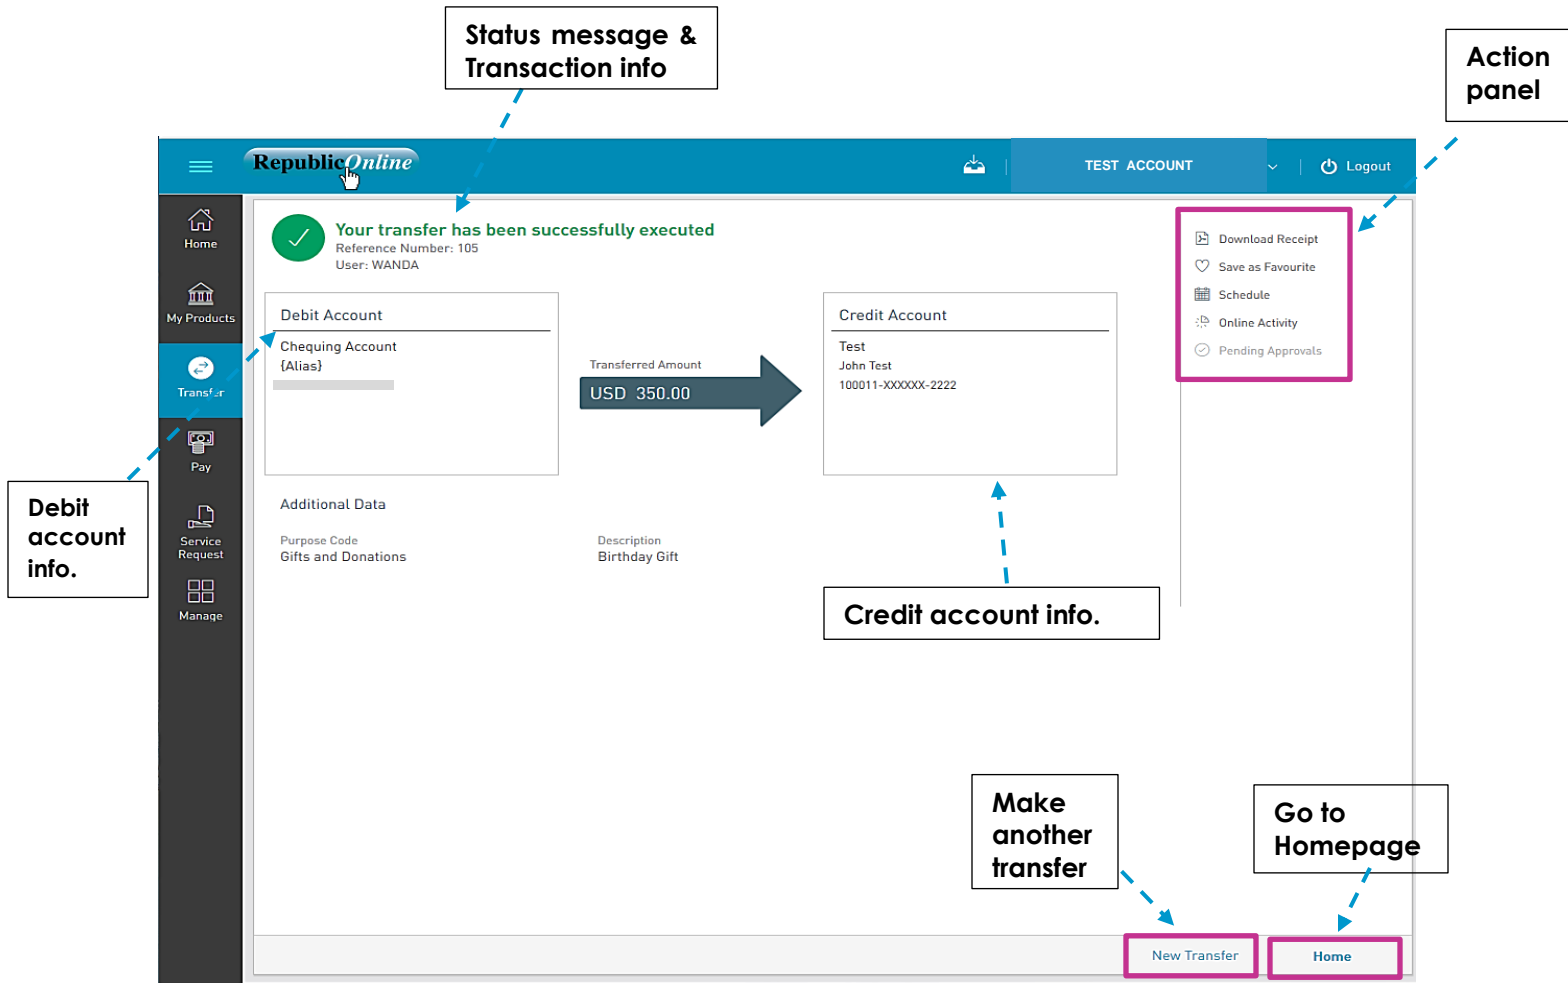 Status message &
Transaction info
Action
panel
RepublicOnline
TEST ACCOUNT
Logout
Home
My Products
Transfer
Pay
Service
Request
Manage
Your transfer has been successfully executed
Reference Number: 105
User: WANDA
Download Receipt
Save as Favourite
Schedule
Online Activity
Pending Approvals
Debit Account
Chequing Account
{Alias}
Transferred Amount
USD 350.00
Credit Account
Test
John Test
100011-XXXXXX-2222
Debit
account
info.
Additional Data
Purpose Code
Gifts and Donations
Description
Birthday Gift
Credit account info.
Make
another
transfer
Go to
Homepage
New Transfer
Home